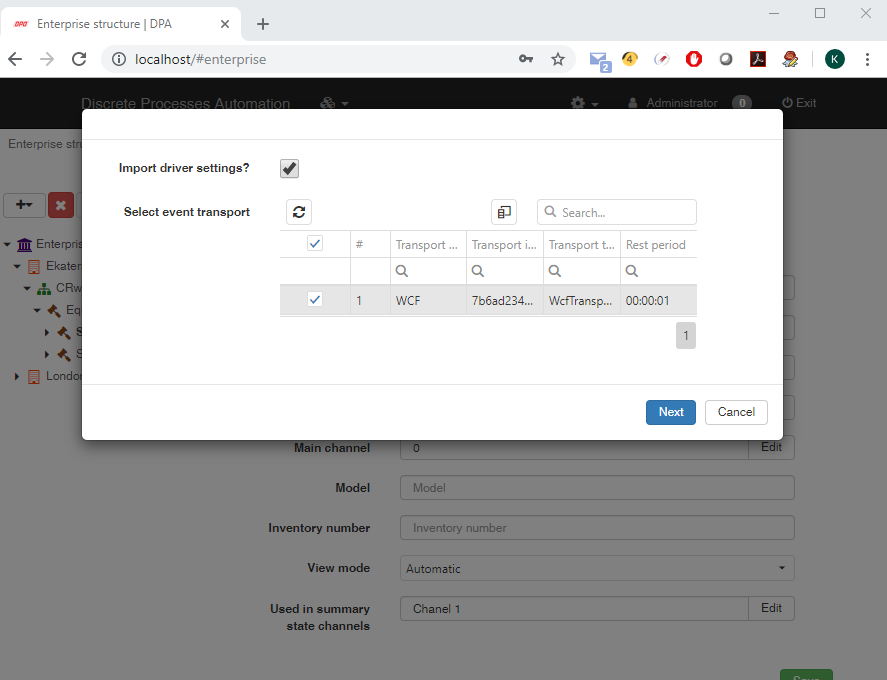 DPA Enterprise structure | DPA
localhost/#enterprise
2
4
K
Discrete Processes Automation
Administrator 0 Exit
Enterprise stru
Import driver settings?
Select event transport
Search...
# Transport ... Transport i... Transport t... Rest period
1 WCF 7b6ad234... WcfTransp... 00:00:01
1
Next Cancel
Enterpris
Ekater
CRw
Eq
S
S
London
Main channel 0 Edit
Model Model
Inventory number Inventory number
View mode Automatic
Used in summary
state channels
Chanel 1 Edit
Save